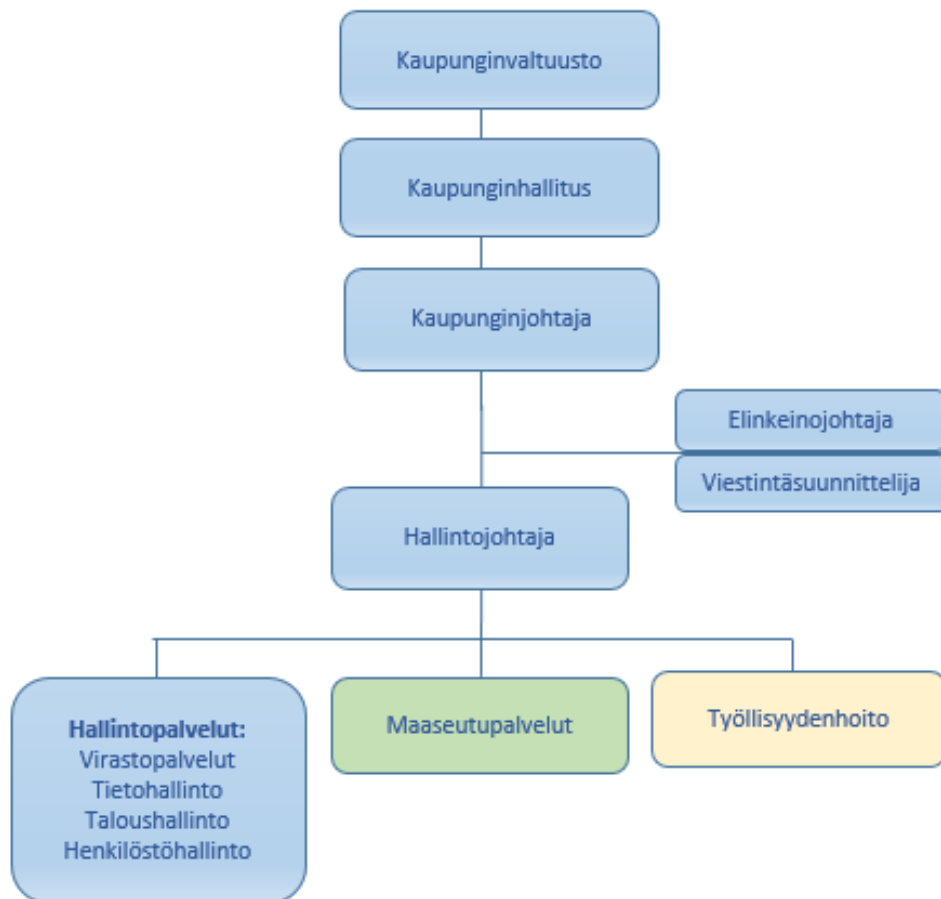 Kaupunginvaltuusto
Kaupunginhallitus
Kaupunginjohtaja
Elinkeinojohtaja
Viestintäsuunnittelija
Hallintojohtaja
Hallintopalvelut:
Virastopalvelut
Tietohallinto
Taloushallinto
Henkilöstöhallinto
Maaseutupalvelut
Työllisyydenhoito